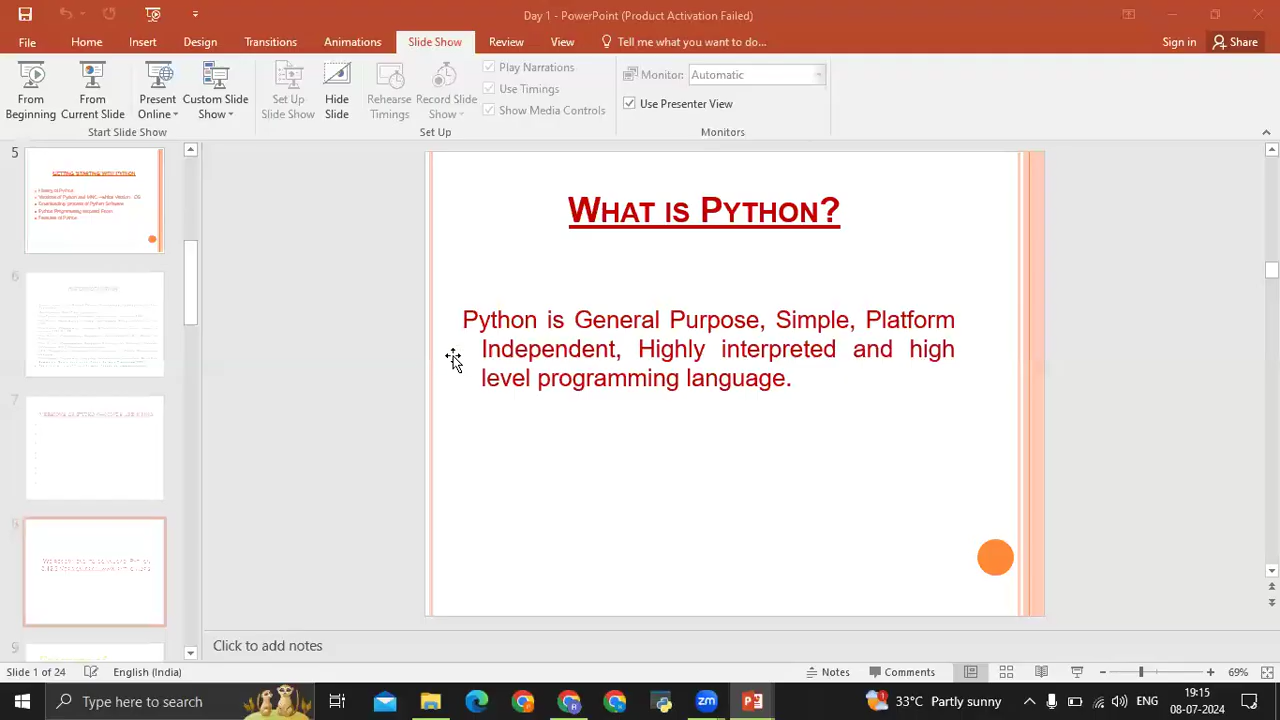 Day 1 - PowerPoint (Product Activation Failed)
File Home Insert Design Transitions Animations Slide Show Review View Tell me what you want to do... Sign in Share
From Beginning
From Current Slide
Present Online
Custom Slide Show
Start Slide Show
Set Up Slide Show
Hide Slide
Rehearse Timings
Record Slide Show
Play Narrations
Use Timings
Show Media Controls
Set Up
Monitor: Automatic
Use Presenter View
Monitors
5
GETTING STARTING WITH PYTHON
6
7
9
WHAT IS PYTHON?
Python is General Purpose, Simple, Platform
Independent, Highly interpreted and high
level programming language.
Click to add notes
Slide 1 of 24 English (India) Notes Comments 69%
Type here to search
33°C Partly sunny
ENG
19:15
08-07-2024